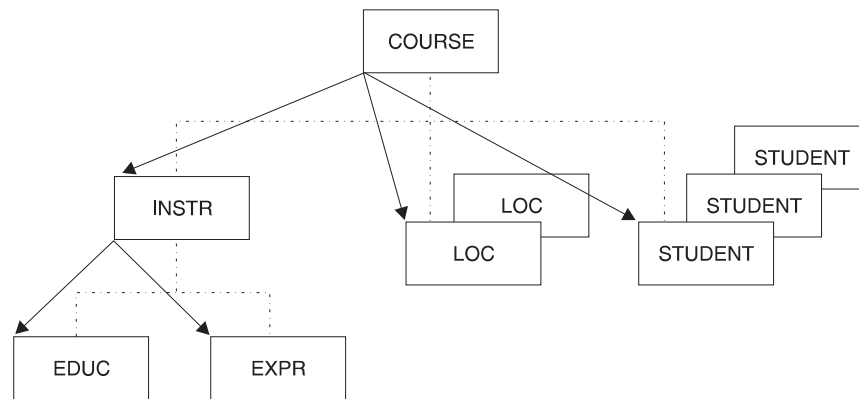 COURSE
STUDENT
INSTR
LOC
STUDENT
LOC
STUDENT
EDUC
EXPR